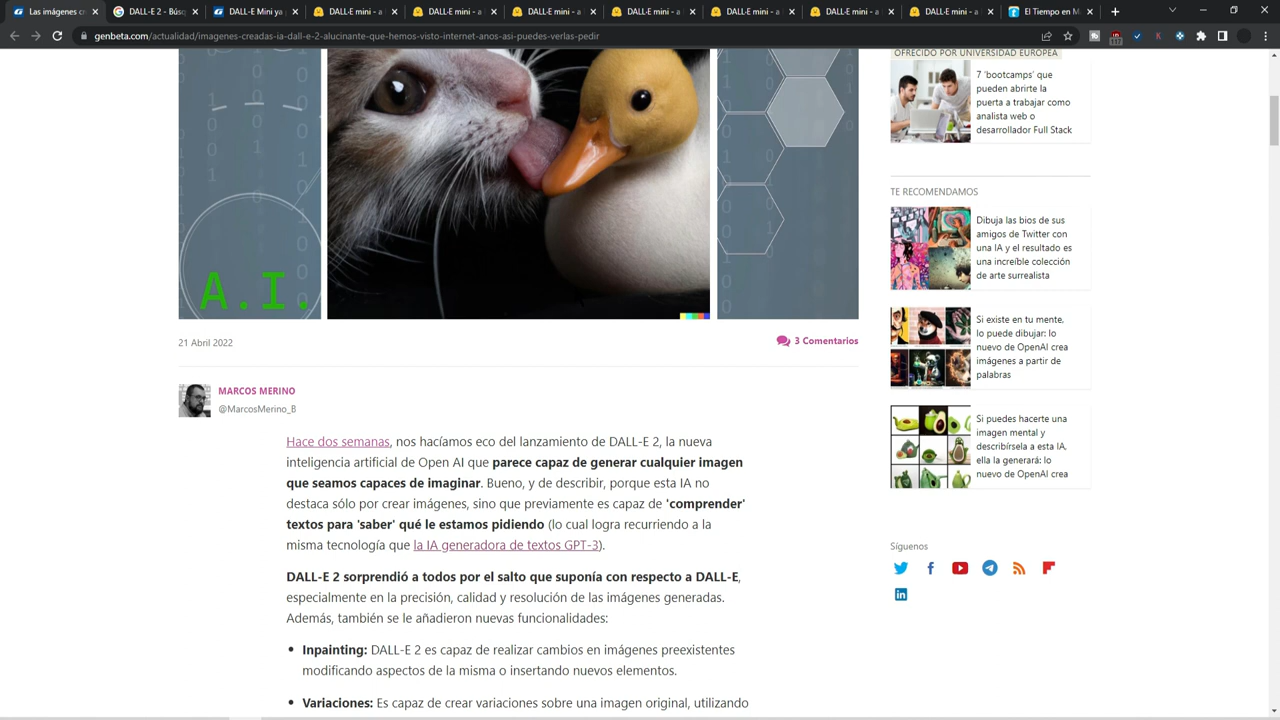 Las imágenes c
DALL-E 2 - Búsq
DALL-E Ya y
DALL-E mini - a
DALL-E mini - a
DALL-E mini - a
DALL-E mini - a
DALL-E mini - a
DALL-E mini - a
DALL-E mini - a
El Tiempo en M
genbeta.com/actualidad/imagenes-creadas-ia-dall-e-2-alucinante-que-hemos-visto-internet-anos-asi-puedes-verlas-pedir
OFRECIDO POR UNIVERSIDAD EUROPEA
7 'bootcamps' que
pueden abrirte la
puerta a trabajar como
analista web o
desarrollador Full Stack
TE RECOMENDAMOS
Dibuja las bios de sus
amigos de Twitter con
una IA y el resultado es
una increíble colección
de arte surrealista
A.I.
Si existe en tu mente,
lo puede dibujar: lo
nuevo de OpenAI crea
imágenes a partir de
palabras
21 Abril 2022
3 Comentarios
MARCOS MERINO
@MarcosMerino_B
Si puedes hacerte una
imagen mental y
describírsela a esta IA,
ella la generará: lo
nuevo de OpenAI crea
Hace dos semanas, nos hacíamos eco del lanzamiento de DALL-E 2, la nueva
inteligencia artificial de Open AI que parece capaz de generar cualquier imagen
que seamos capaces de imaginar. Bueno, y de describir, porque esta IA no
destaca sólo por crear imágenes, sino que previamente es capaz de 'comprender'
textos para 'saber' qué le estamos pidiendo (lo cual logra recurriendo a la
misma tecnología que la IA generadora de textos GPT-3).
Síguenos
DALL-E 2 sorprendió a todos por el salto que suponía con respecto a DALL-E,
especialmente en la precisión, calidad y resolución de las imágenes generadas.
Además, también se le añadieron nuevas funcionalidades:
Inpainting: DALL-E 2 es capaz de realizar cambios en imágenes preexistentes
modificando aspectos de la misma o insertando nuevos elementos.
Variaciones: Es capaz de crear variaciones sobre una imagen original, utilizando